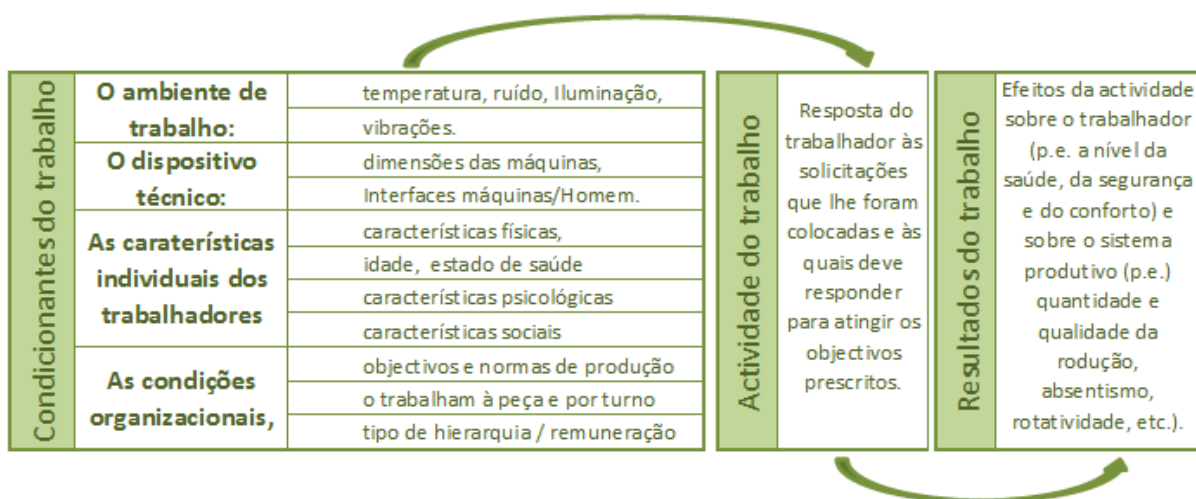 Condicionantes do trabalho
O ambiente de
trabalho:
temperatura, ruído, Iluminação,
vibrações.
O dispositivo
técnico:
dimensões das máquinas,
Interfaces máquinas/Homem.
As caraterísticas
individuais dos
trabalhadores
características físicas,
idade, estado de saúde
características psicológicas
características sociais
As condições
organizacionais,
objectivos e normas de produção
o trabalham à peça e por turno
tipo de hierarquia / remuneração
Actividade do trabalho
Resposta do
trabalhador às
solicitações
que lhe foram
colocadas e às
quais deve
responder
para atingir os
objectivos
prescritos.
Resultados do trabalho
Efeitos da actividade
sobre o trabalhador
(p.e. a nível da
saúde, da segurança
e do conforto) e
sobre o sistema
produtivo (p.e.)
quantidade e
qualidade da
rodução,
absentismo,
rotatividade, etc.).